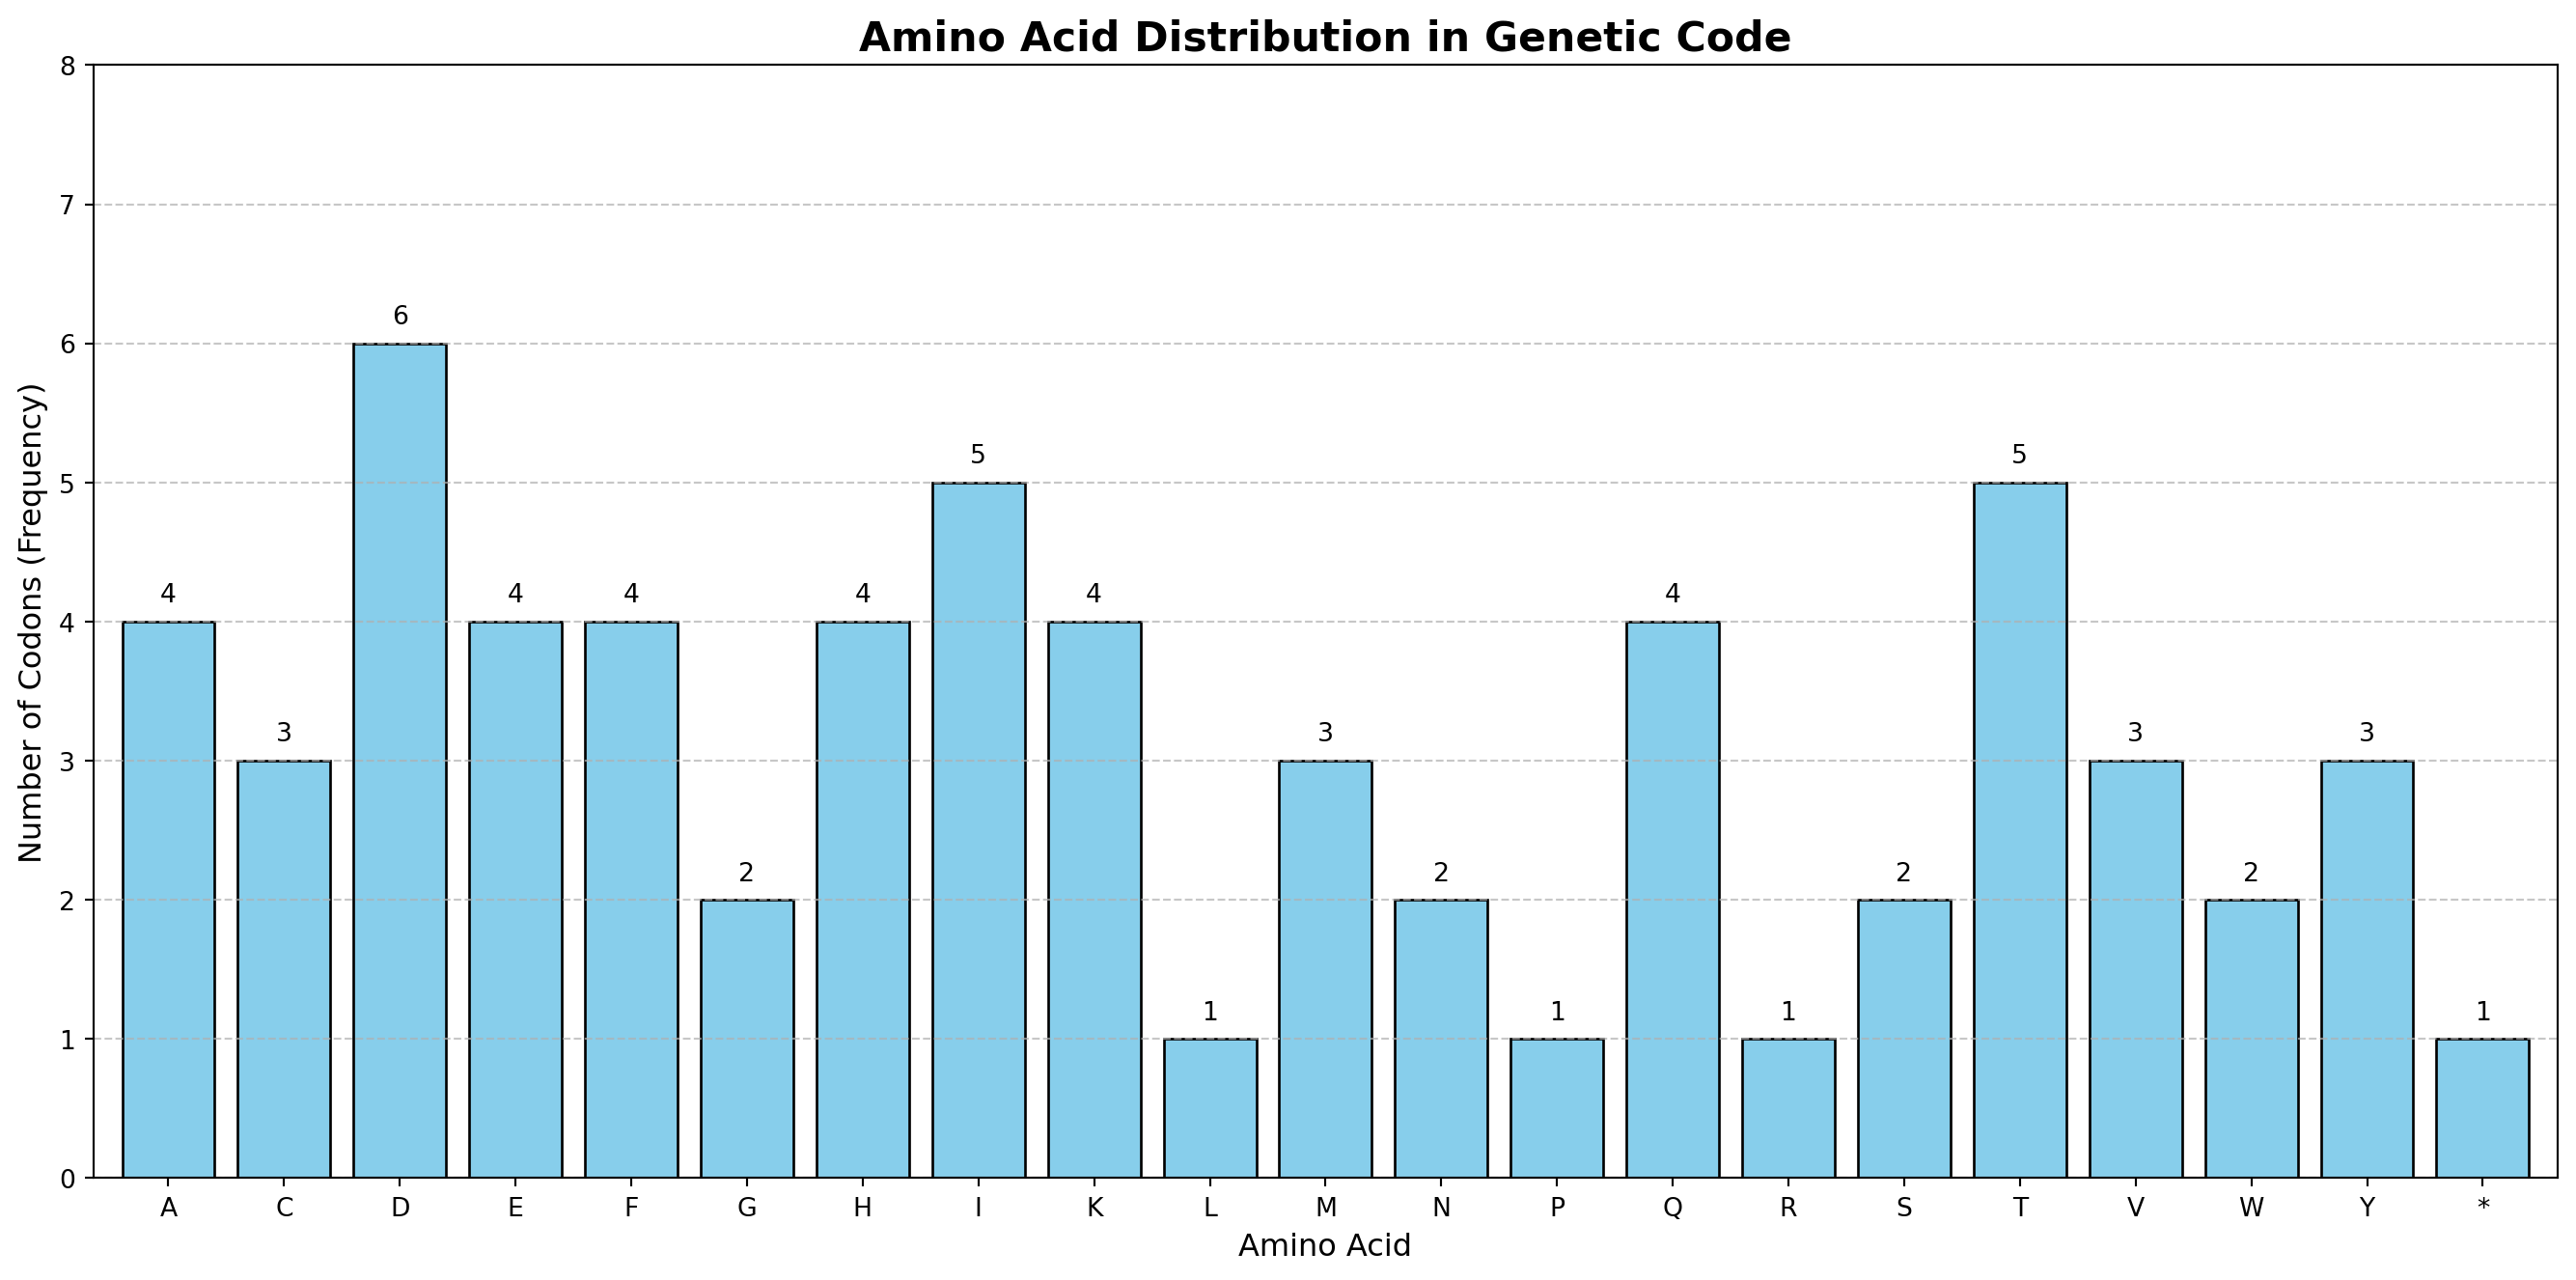 Amino Acid Distribution in Genetic Code
8
7
6
5
4
3
2
1
0
Number of Codons (Frequency)
4 3 6 4 4 2 4 5 4 1 3 2 1 4 1 2 5 3 2 3 1
A C D E F G H I K L M N P Q R S T V W Y *
Amino Acid